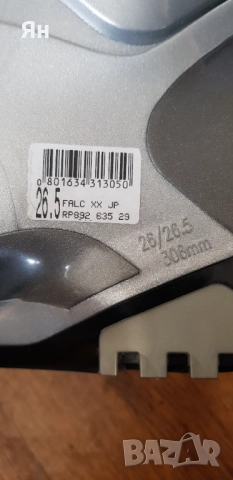 Ян
0 801634 313050
26.5 FALC XX JP
RP892 635 29
26/26.5
308mm
BAZAR